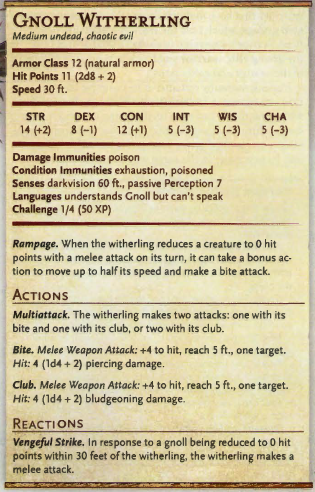 GNOLL WITHERLING
Medium undead, chaotic evil
Armor Class 12 (natural armor)
Hit Points 11 (2d8 + 2)
Speed 30 ft.
STR DEX CON INT WIS CHA
14 (+2) 8 (−1) 12 (+1) 5 (−3) 5 (−3) 5 (−3)
Damage Immunities poison
Condition Immunities exhaustion, poisoned
Senses darkvision 60 ft., passive Perception 7
Languages understands Gnoll but can't speak
Challenge 1/4 (50 XP)
Rampage. When the witherling reduces a creature to 0 hit
points with a melee attack on its turn, it can take a bonus ac-
tion to move up to half its speed and make a bite attack.
ACTIONS
Multiattack. The witherling makes two attacks: one with its
bite and one with its club, or two with its club.
Bite. Melee Weapon Attack: +4 to hit, reach 5 ft., one target.
Hit: 4 (1d4 + 2) piercing damage.
Club. Melee Weapon Attack: +4 to hit, reach 5 ft., one target.
Hit: 4 (1d4 + 2) bludgeoning damage.
REACTIONS
Vengeful Strike. In response to a gnoll being reduced to 0 hit
points within 30 feet of the witherling, the witherling makes a
melee attack.